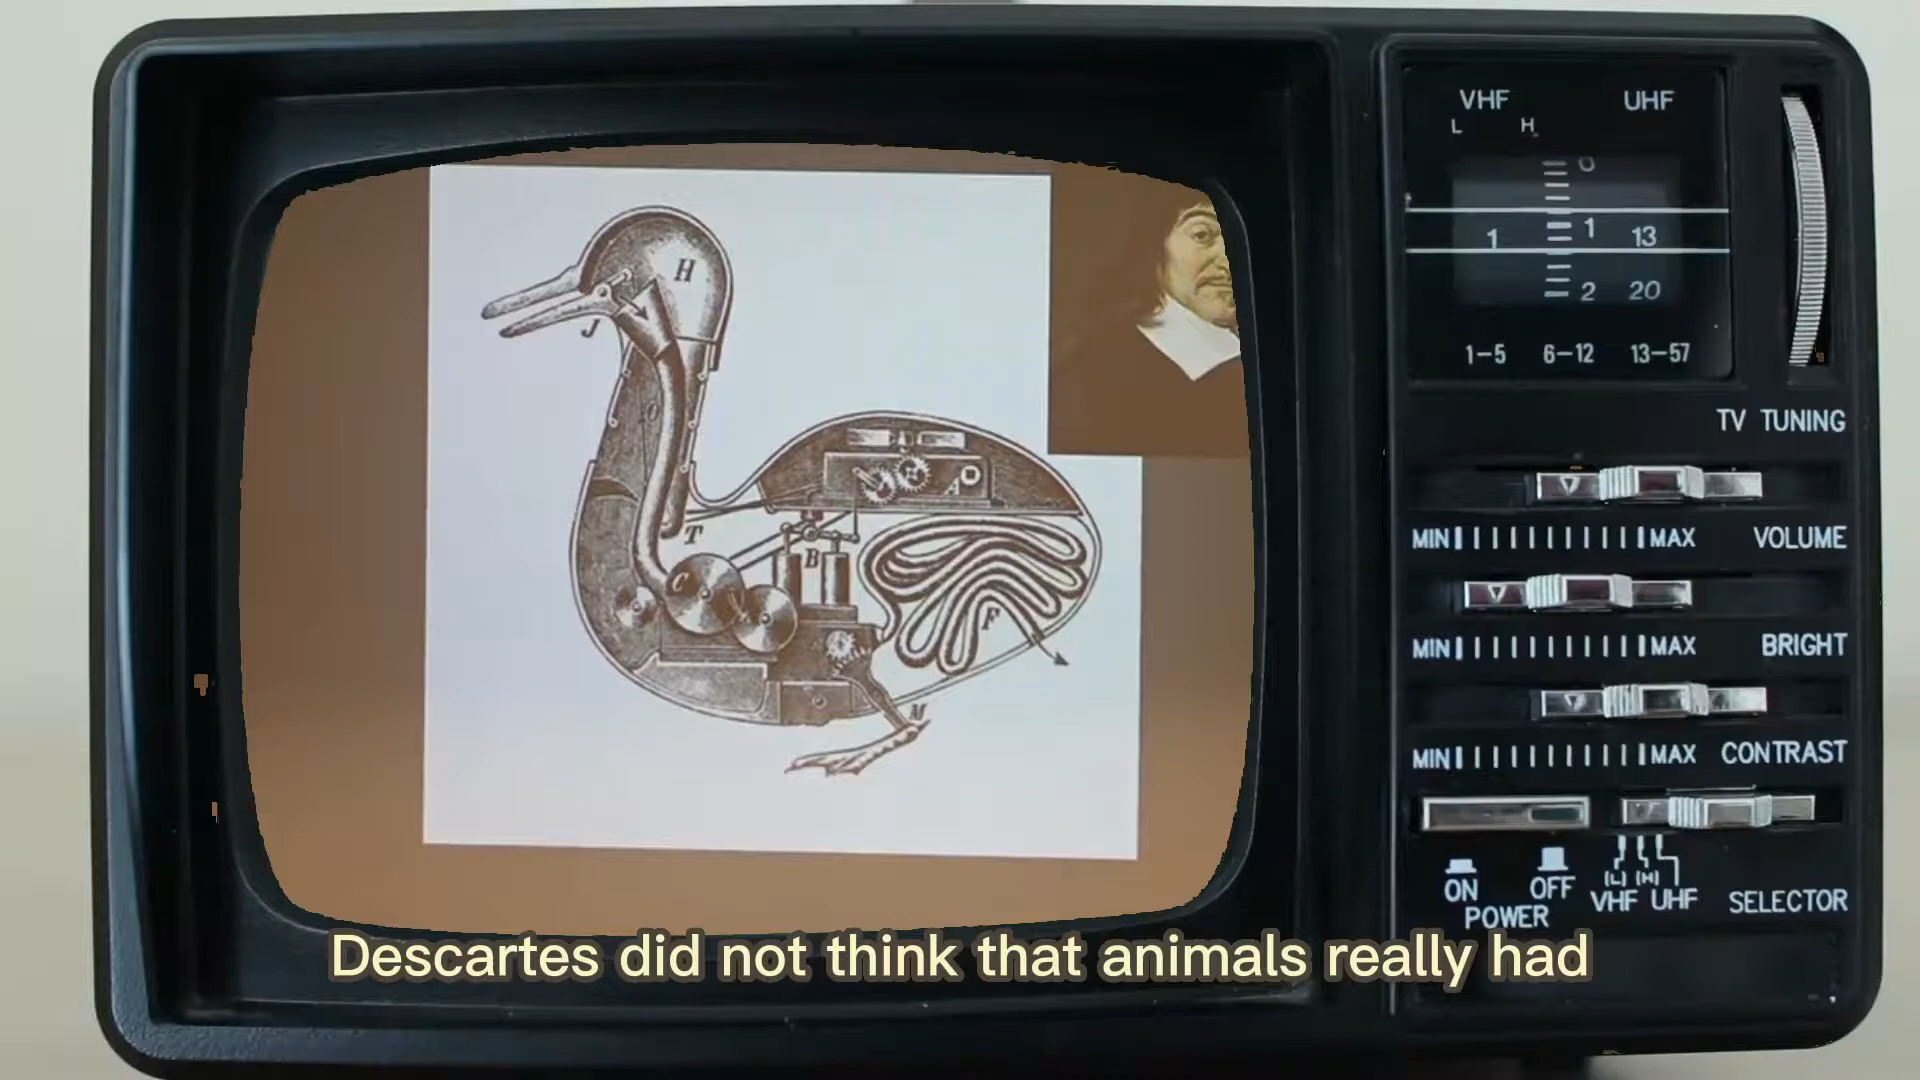 VHF UHF
L H
0
1 1 13
2 20
1-5 6-12 13-57
TV TUNING
MIN MAX VOLUME
MIN MAX BRIGHT
MIN MAX CONTRAST
ON OFF
POWER
(L) (H)
VHF UHF
SELECTOR
H
J
O
A
T
B
C
F
M
Descartes did not think that animals really had